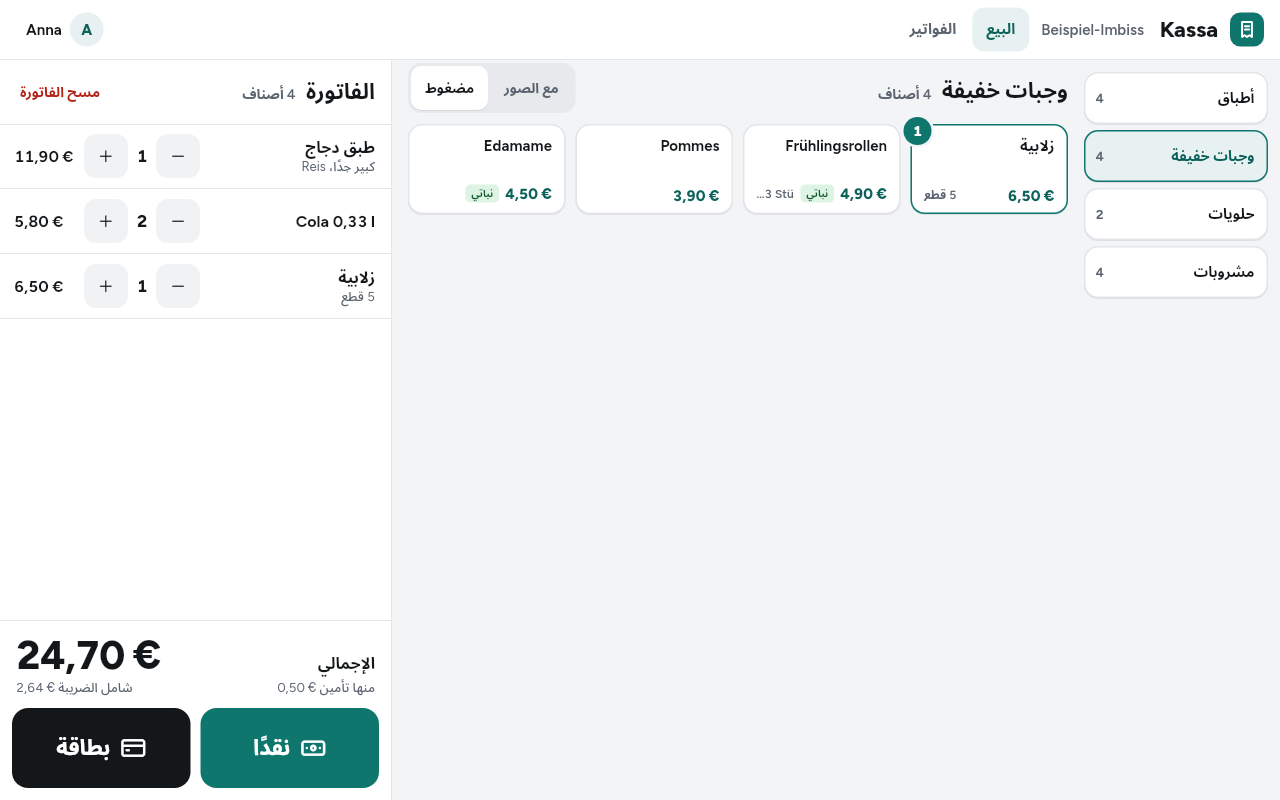 Kassa
Beispiel-Imbiss
البيع
الفواتير
Anna
A
أطباق
4
وجبات خفيفة
4
حلويات
2
مشروبات
4
وجبات خفيفة
4 أصناف
مع الصور
مضغوط
1
زلابية
6,50 €
5 قطع
Frühlingsrollen
4,90 €
نباتي
3 Stü…
Pommes
3,90 €
Edamame
4,50 €
نباتي
الفاتورة
4 أصناف
مسح الفاتورة
طبق دجاج
كبير جدًا، Reis
− 1 +
11,90 €
Cola 0,33 l
− 2 +
5,80 €
زلابية
5 قطع
− 1 +
6,50 €
الإجمالي
24,70 €
منها تأمين 0,50 €
شامل الضريبة 2,64 €
نقدًا
بطاقة